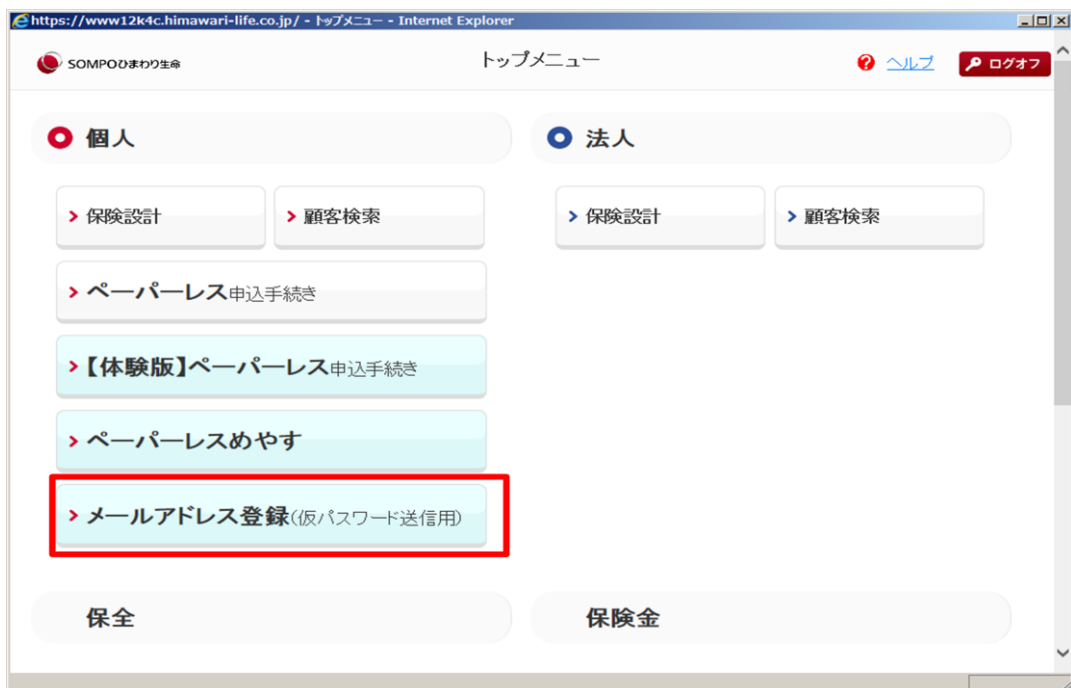 https://www12k4c.himawari-life.co.jp/ - トップメニュー - Internet Explorer
SOMPOひまわり生命
トップメニュー
? ヘルプ
ログオフ
個人
法人
保険設計
顧客検索
保険設計
顧客検索
ペーパーレス申込手続き
【体験版】ペーパーレス申込手続き
ペーパーレスめやす
メールアドレス登録(仮パスワード送信用)
保全
保険金